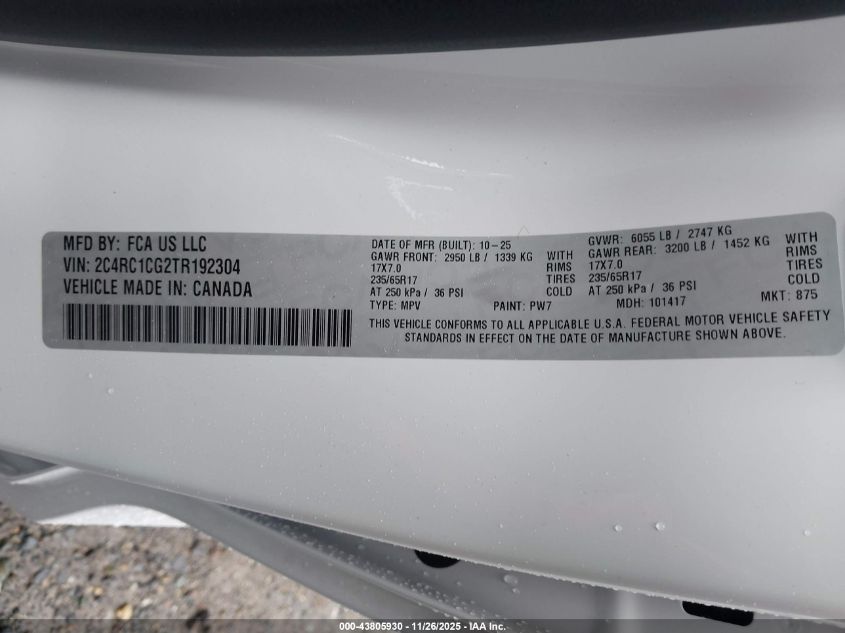 MFD BY: FCA US LLC
VIN: 2C4RC1CG2TR192304
VEHICLE MADE IN: CANADA
DATE OF MFR (BUILT): 10-25
GAWR FRONT: 2950 LB / 1339 KG WITH
17X7.0 RIMS
235/65R17 TIRES
AT 250 kPa / 36 PSI COLD
TYPE: MPV PAINT: PW7
GVWR: 6055 LB / 2747 KG
GAWR REAR: 3200 LB / 1452 KG WITH
17X7.0 RIMS
235/65R17 TIRES
AT 250 kPa / 36 PSI COLD
MDH: 101417 MKT: 875
THIS VEHICLE CONFORMS TO ALL APPLICABLE U.S.A. FEDERAL MOTOR VEHICLE SAFETY
STANDARDS IN EFFECT ON THE DATE OF MANUFACTURE SHOWN ABOVE.
000-43805930 - 11/26/2025 - IAA Inc.